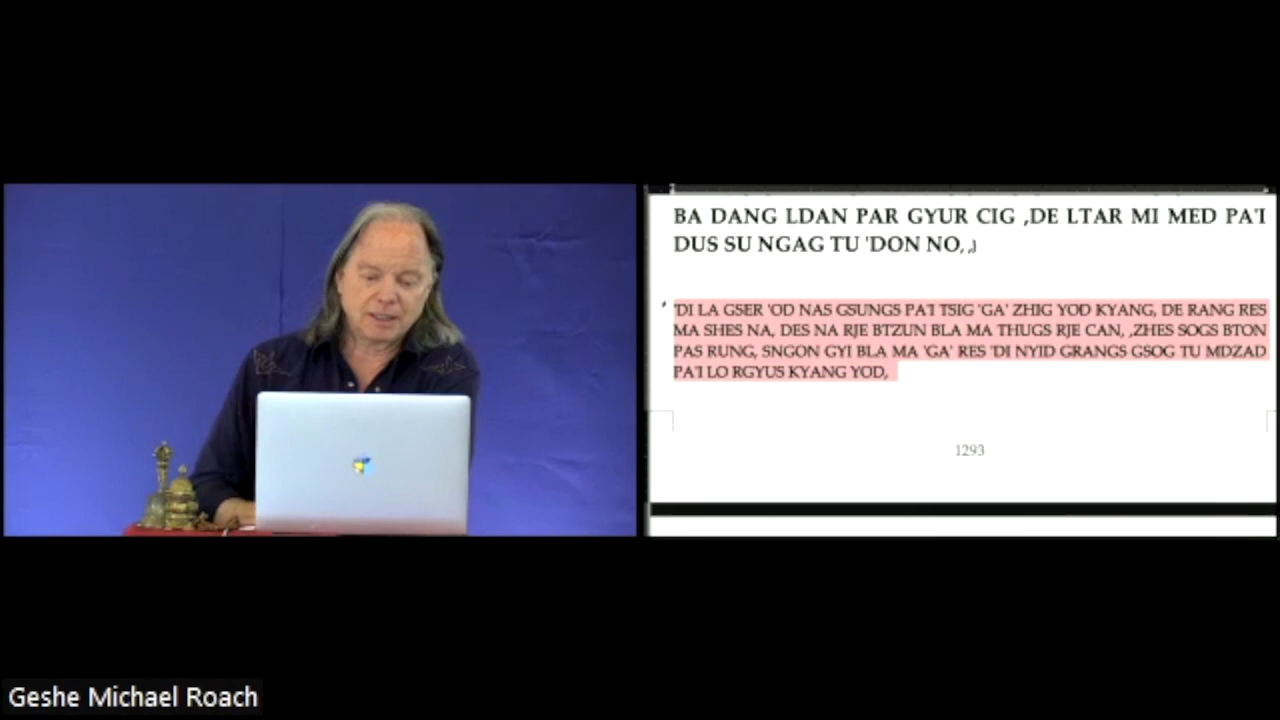 BA DANG LDAN PAR GYUR CIG ,DE LTAR MI MED PA'I
DUS SU NGAG TU 'DON NO, ,)
'DI LA GSER 'OD NAS GSUNGS PA'I TSIG 'GA' ZHIG YOD KYANG, DE RANG RES
MA SHES NA, DES NA RJE BTZUN BLA MA THUGS RJE CAN, ,ZHES SOGS BTON
PAS RUNG, SNGON GYI BLA MA 'GA' RES 'DI NYID GRANGS GSOG TU MDZAD
PA'I LO RGYUS KYANG YOD,
1293
Geshe Michael Roach